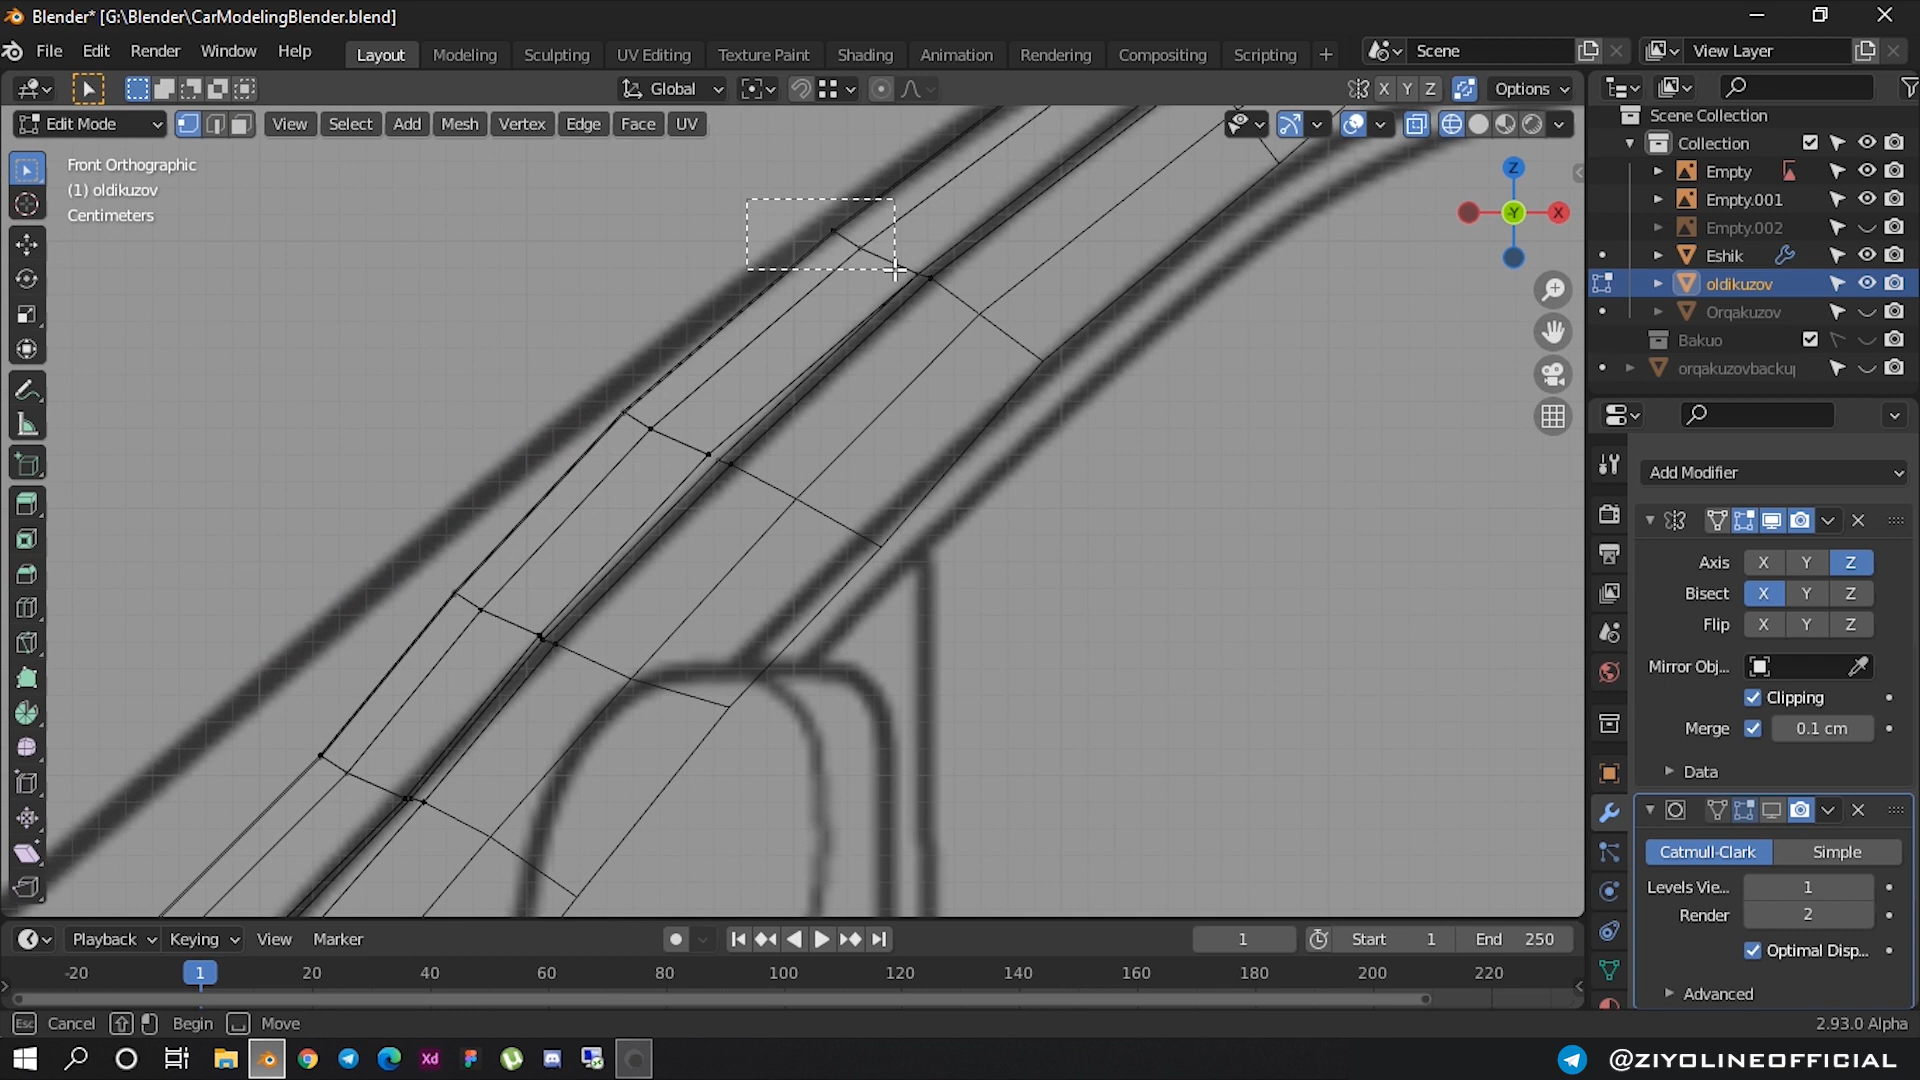 Blender* [G:\Blender\CarModelingBlender.blend]
File Edit Render Window Help
Layout Modeling Sculpting UV Editing Texture Paint Shading Animation Rendering Compositing Scripting +
Scene
View Layer
Global
X Y Z
Options
Edit Mode
View Select Add Mesh Vertex Edge Face UV
Front Orthographic
(1) oldikuzov
Centimeters
Z
-Y
X
Scene Collection
Collection
Empty
Empty.001
Empty.002
Eshik
oldikuzov
Orqakuzov
Bakuo
orqakuzovbackup
Add Modifier
Axis X Y Z
Bisect X Y Z
Flip X Y Z
Mirror Obj...
Clipping
Merge 0.1 cm
Data
Catmull-Clark Simple
Levels Vie... 1
Render 2
Optimal Disp...
Advanced
Playback Keying View Marker
1
Start 1
End 250
-20 1 20 40 60 80 100 120 140 160 180 200 220
Esc Cancel Begin Move
2.93.0 Alpha
Xd
@ZIYOLINEOFFICIAL